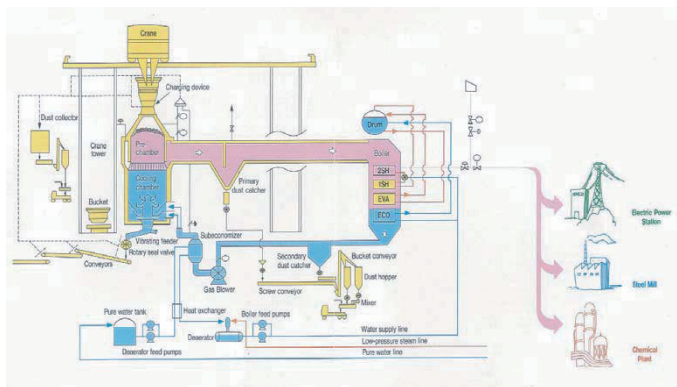 Crane
Charging device
Dust collector
Crane
tower
Pre-
chamber
Cooling
chamber
Bucket
Vibrating feeder
Rotary seal valve
Conveyors
Primary
dust catcher
Drum
Boiler
2SH
1SH
EVA
ECO
Subeconomizer
Gas Blower
Secondary
dust catcher
Bucket conveyor
Dust hopper
Screw conveyor
Mixer
Pure water tank
Heat exchanger
Boiler feed pumps
Deaerator
Deaerator feed pumps
Water supply line
Low-pressure steam line
Pure water line
Electric Power
Station
Steel Mill
Chemical
Plant